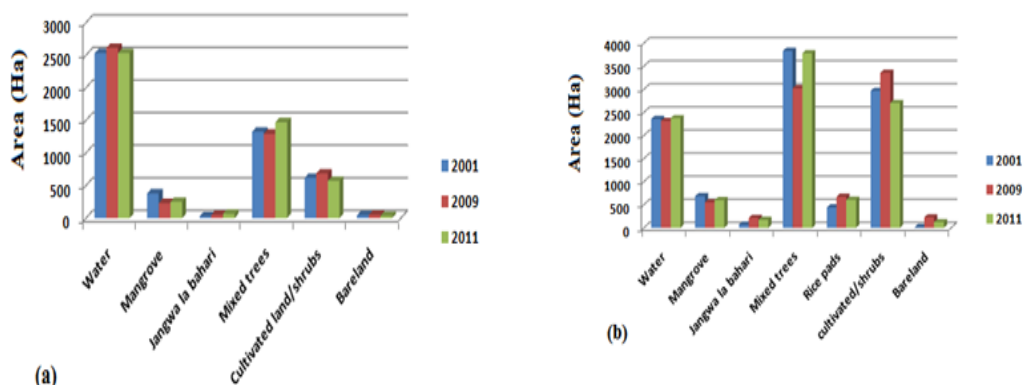 Area (Ha)
3000
2500
2000
1500
1000
500
0
Water
Mangrove
Jangwa la bahari
Mixed trees
Cultivated land/shrubs
Bareland
2001
2009
2011
(a)
Area (Ha)
4000
3500
3000
2500
2000
1500
1000
500
0
Water
Mangrove
Jangwa la bahari
Mixed trees
Rice pads
cultivated/shrubs
Bareland
2001
2009
2011
(b)